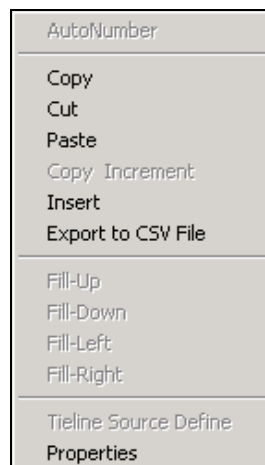 AutoNumber
Copy
Cut
Paste
Copy Increment
Insert
Export to CSV File
Fill-Up
Fill-Down
Fill-Left
Fill-Right
Tieline Source Define
Properties